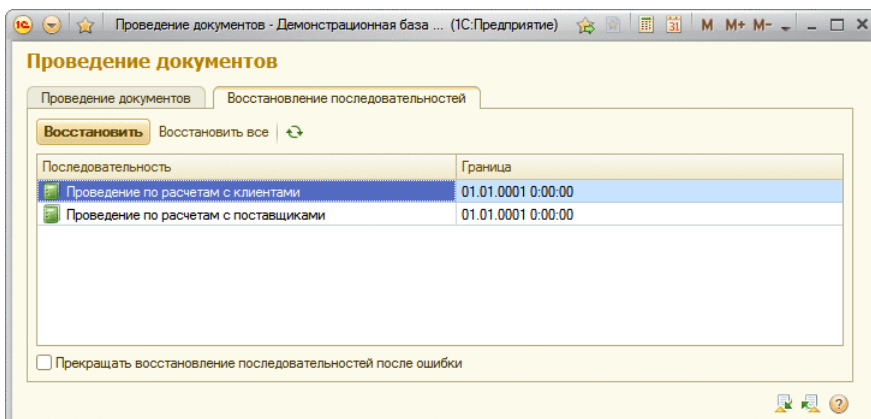 Проведение документов - Демонстрационная база ... (1С:Предприятие) 31 M M+ M-
Проведение документов
Проведение документов Восстановление последовательностей
Восстановить Восстановить все
Последовательность Граница
Проведение по расчетам с клиентами 01.01.0001 0:00:00
Проведение по расчетам с поставщиками 01.01.0001 0:00:00
Прекращать восстановление последовательностей после ошибки